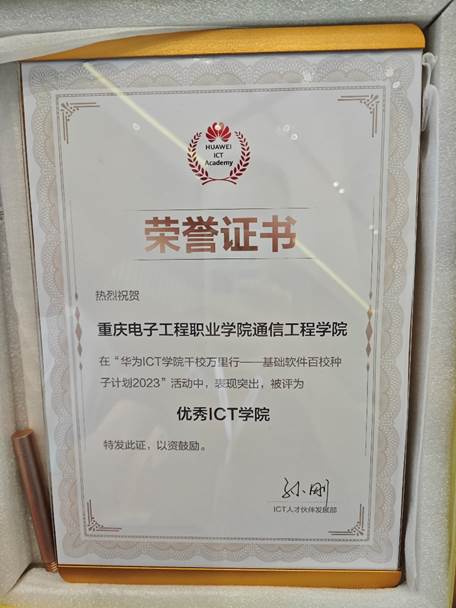 HUAWEI
ICT
Academy
荣誉证书
热烈祝贺
重庆电子工程职业学院通信工程学院
在“华为ICT学院千校万里行——基础软件百校种
子计划2023”活动中，表现突出，被评为
优秀ICT学院
特发此证，以资鼓励。
孙刚
ICT人才伙伴发展部